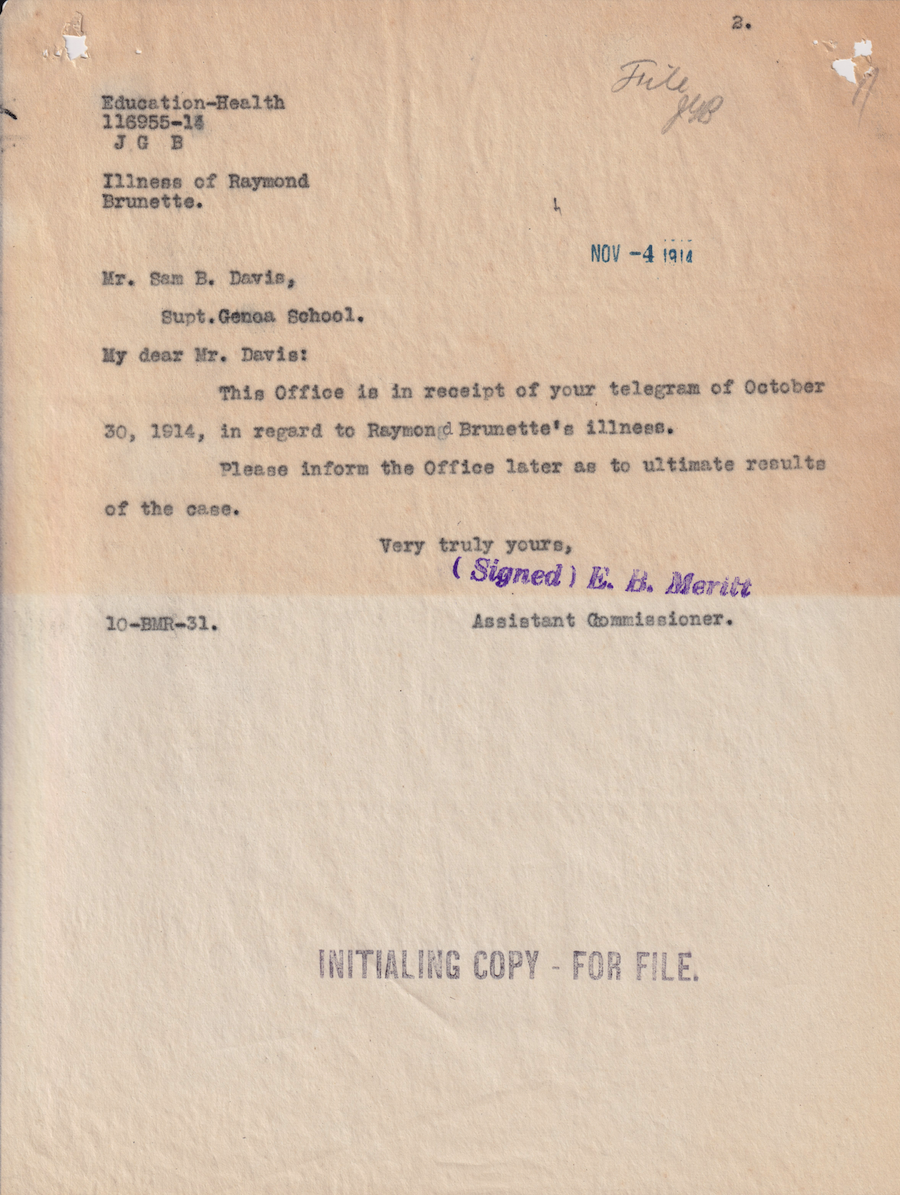 2.
File
JGB
Education-Health
116955-14
J G B
Illness of Raymond
Brunette.
NOV -4 1914
Mr. Sam B. Davis,
Supt.Genoa School.
My dear Mr. Davis:
This Office is in receipt of your telegram of October
30, 1914, in regard to Raymond Brunette's illness.
Please inform the Office later as to ultimate results
of the case.
Very truly yours,
(Signed) E. B. Meritt
10-BMR-31.
Assistant Commissioner.
INITIALING COPY - FOR FILE.